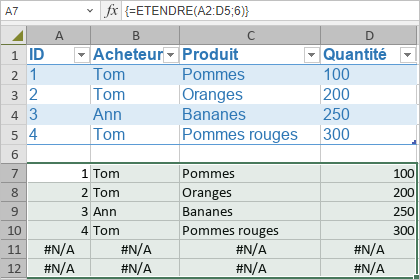 A7 fx {=ETENDRE(A2:D5;6)}
A B C D
1 ID Acheteur Produit Quantité
2 1 Tom Pommes 100
3 2 Tom Oranges 200
4 3 Ann Bananes 250
5 4 Tom Pommes rouges 300
6
7 1 Tom Pommes 100
8 2 Tom Oranges 200
9 3 Ann Bananes 250
10 4 Tom Pommes rouges 300
11 #N/A #N/A #N/A #N/A
12 #N/A #N/A #N/A #N/A